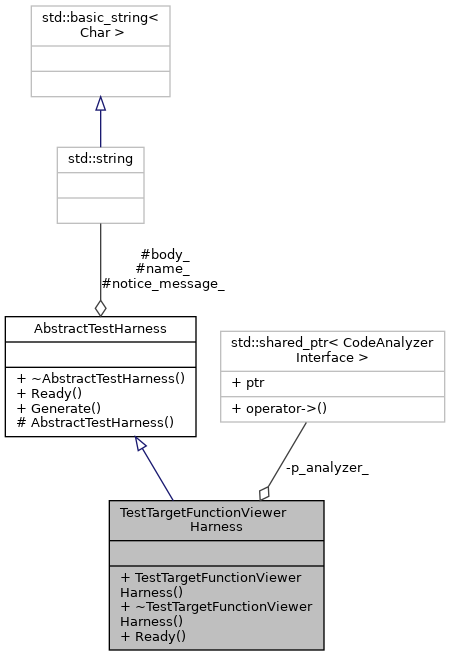 std::basic_string<
Char >
std::string
#body_
#name_
#notice_message_
AbstractTestHarness
+ ~AbstractTestHarness()
+ Ready()
+ Generate()
# AbstractTestHarness()
std::shared_ptr< CodeAnalyzer
Interface >
+ ptr
+ operator->()
-p_analyzer_
TestTargetFunctionViewer
Harness
+ TestTargetFunctionViewer
Harness()
+ ~TestTargetFunctionViewer
Harness()
+ Ready()